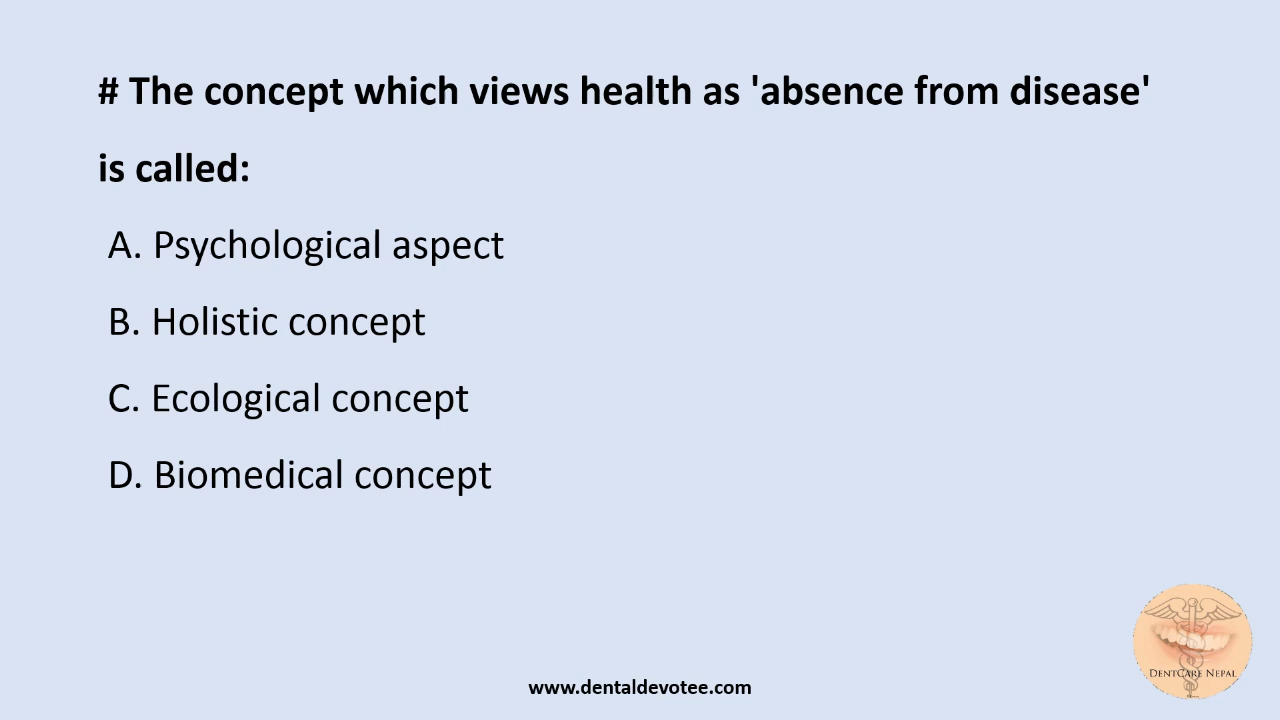 # The concept which views health as 'absence from disease'
is called:
A. Psychological aspect
B. Holistic concept
C. Ecological concept
D. Biomedical concept
DentCare Nepal
www.dentaldevotee.com